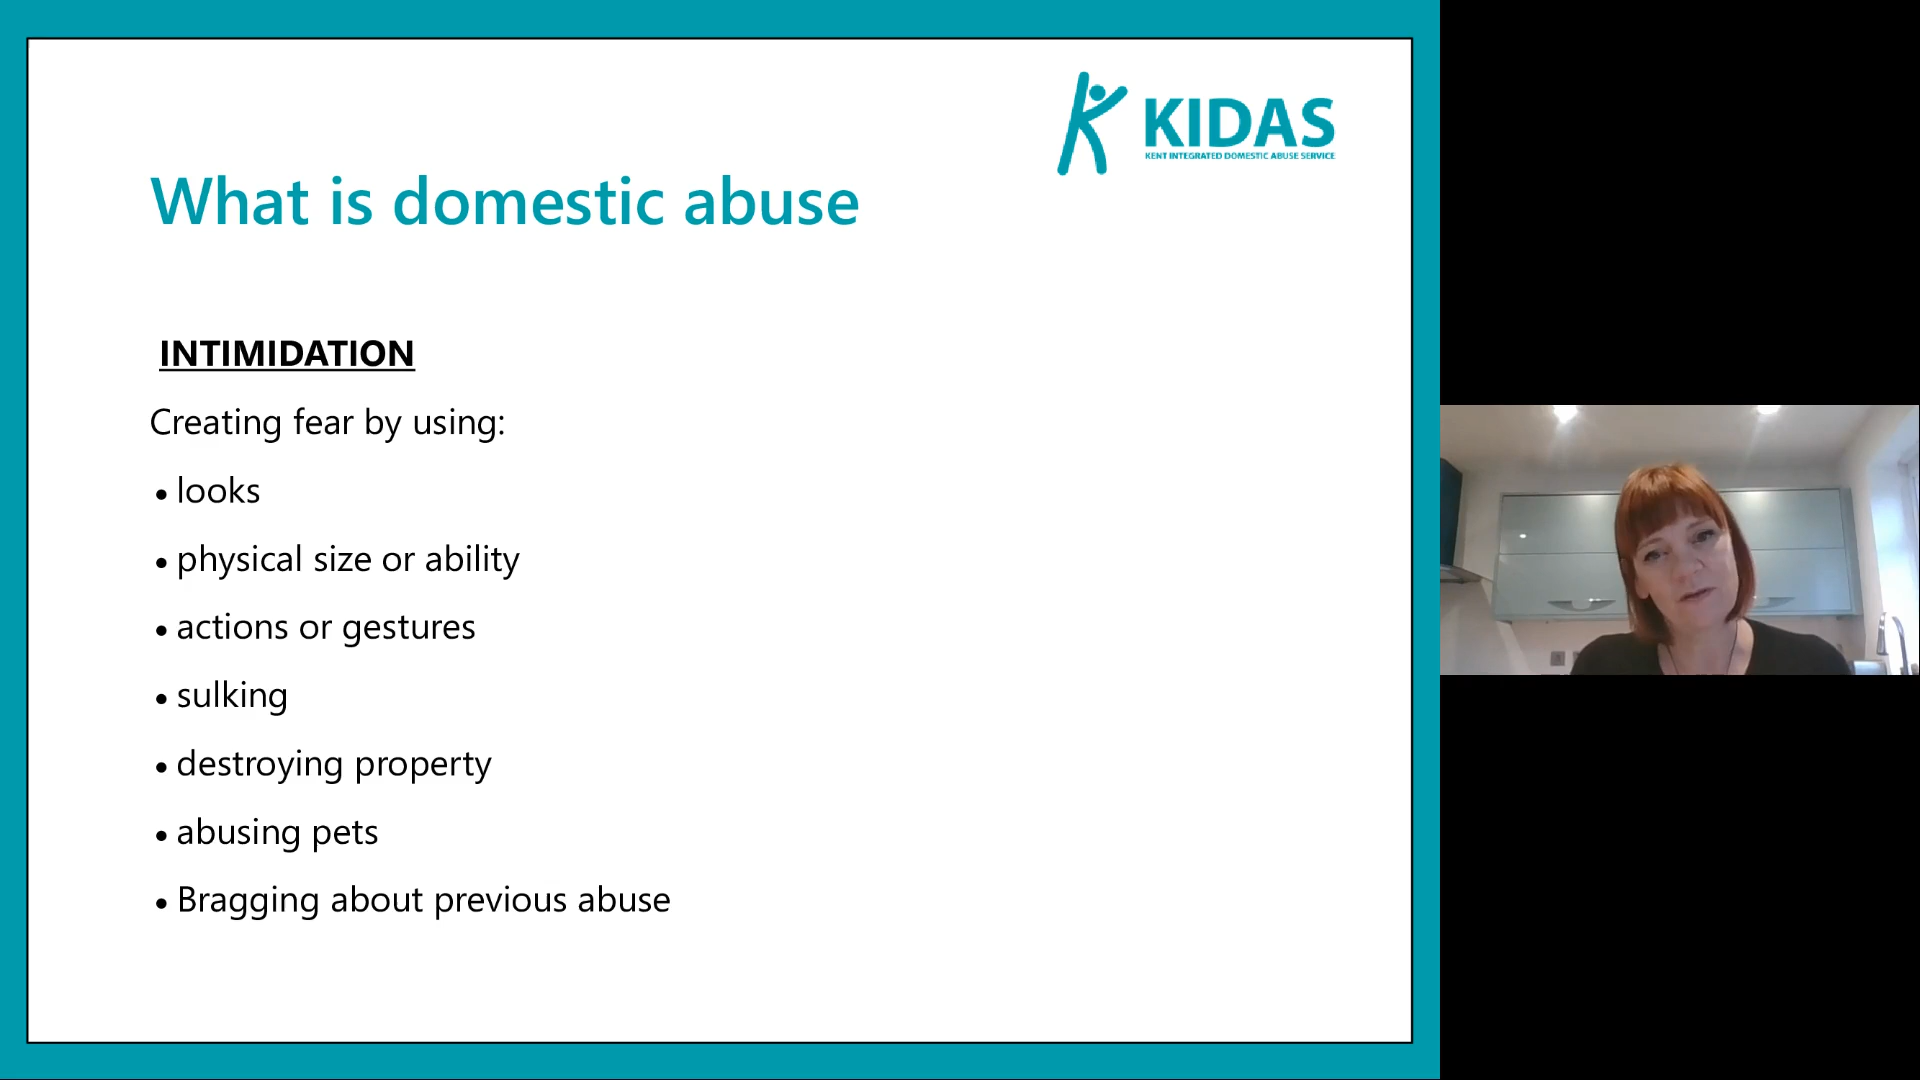 KIDAS
KENT INTEGRATED DOMESTIC ABUSE SERVICE
What is domestic abuse
INTIMIDATION
Creating fear by using:
• looks
• physical size or ability
• actions or gestures
• sulking
• destroying property
• abusing pets
• Bragging about previous abuse